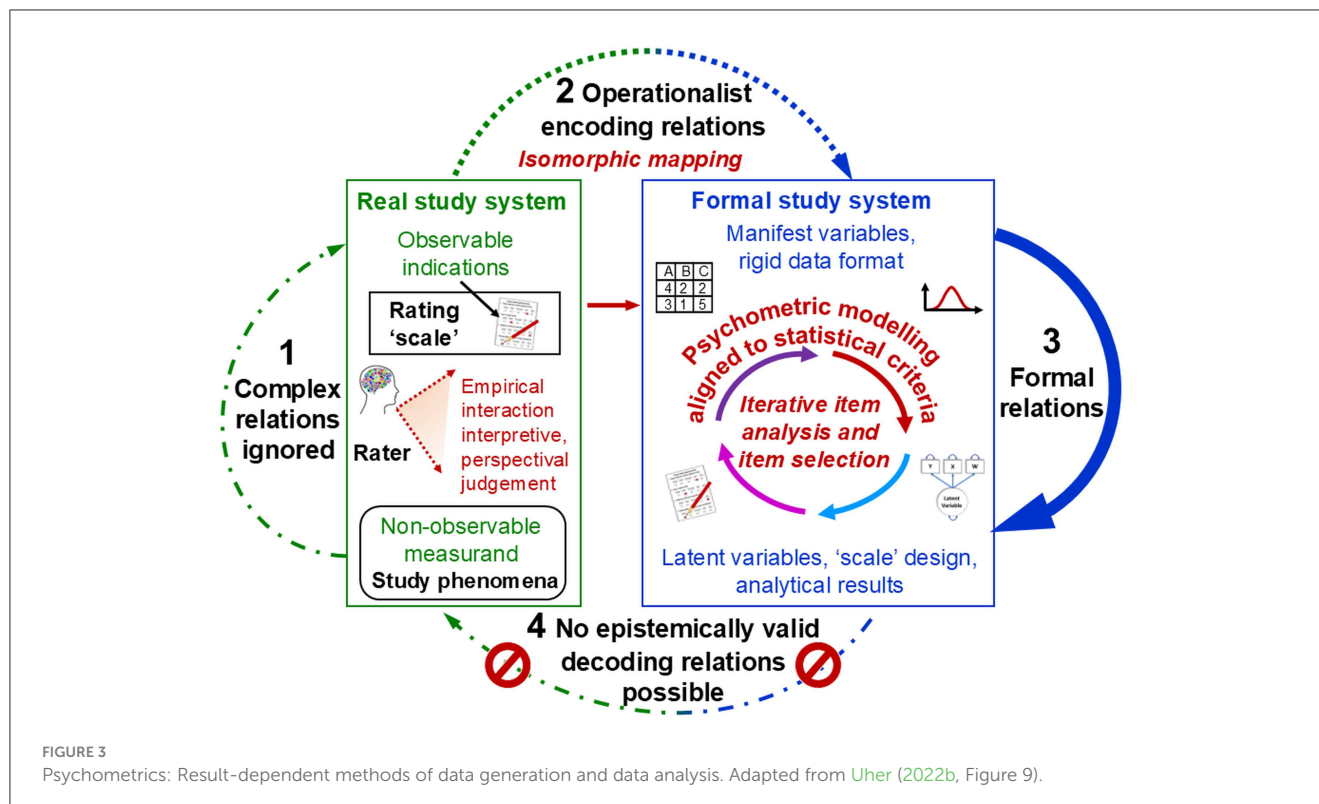 2 Operationalist
encoding relations
Isomorphic mapping
Real study system
Observable
indications
Rating
‘scale’
Rater
Empirical
interaction
interpretive,
perspectival
judgement
Non-observable
measurand
Study phenomena
1
Complex
relations
ignored
Formal study system
Manifest variables,
rigid data format
A B C
4 2 2
3 1 5
Psychometric modelling
aligned to statistical criteria
Iterative item
analysis and
item selection
Y X W
Latent
Variable
Latent variables, ‘scale’ design,
analytical results
3
Formal
relations
4 No epistemically valid
decoding relations
possible
FIGURE 3
Psychometrics: Result-dependent methods of data generation and data analysis. Adapted from Uher (2022b, Figure 9).